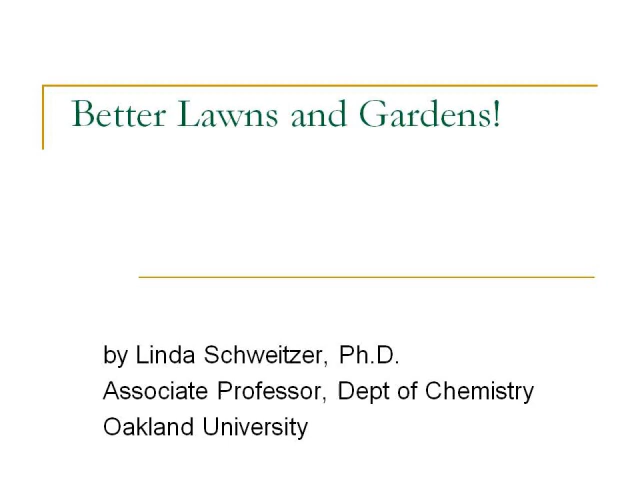 Better Lawns and Gardens!
by Linda Schweitzer, Ph.D.
Associate Professor, Dept of Chemistry
Oakland University